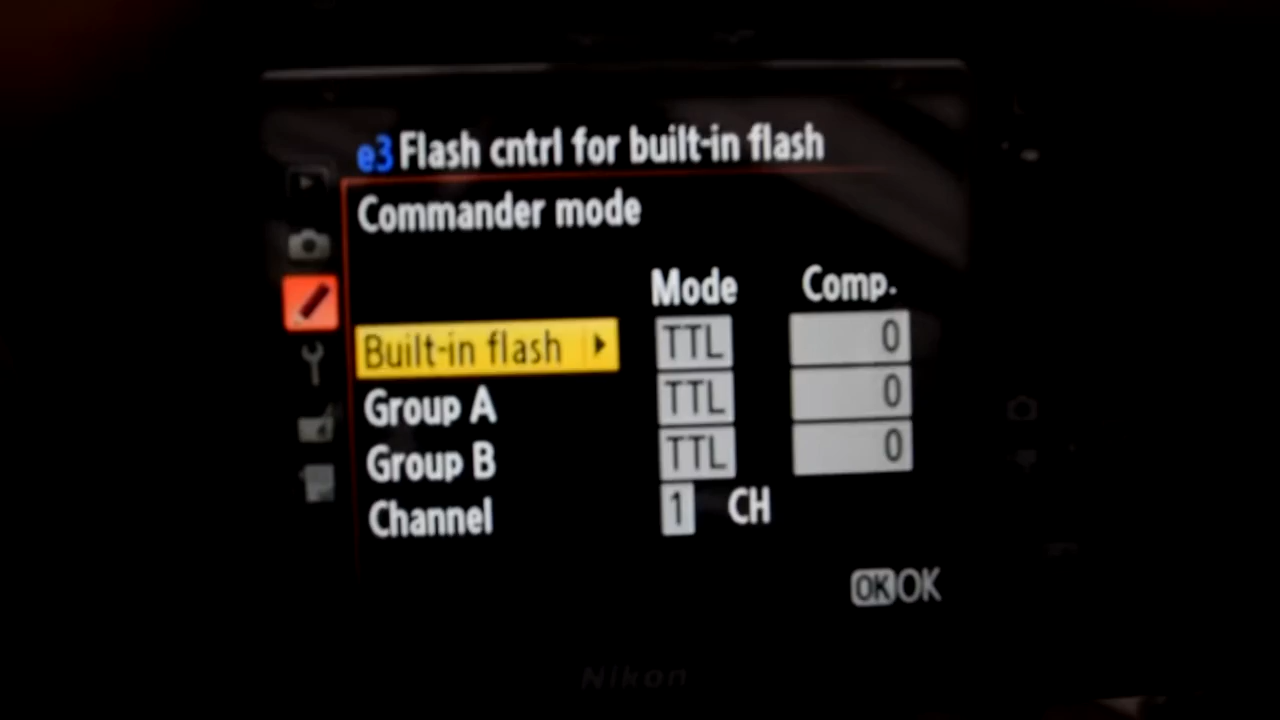 e3 Flash cntrl for built-in flash
Commander mode
Mode Comp.
Built-in flash TTL 0
Group A TTL 0
Group B TTL 0
Channel 1 CH
OK OK
Nikon